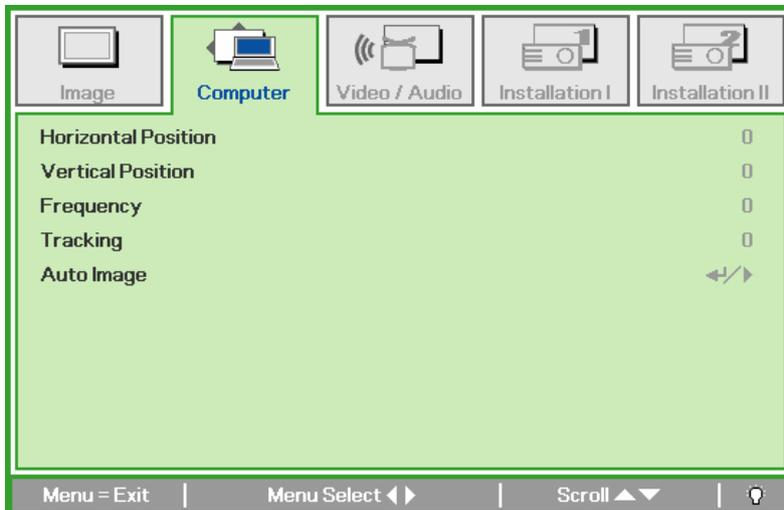 Image Computer Video / Audio Installation I Installation II
Horizontal Position 0
Vertical Position 0
Frequency 0
Tracking 0
Auto Image ↵/▶
Menu = Exit | Menu Select ◀▶ | Scroll ▲▼ |